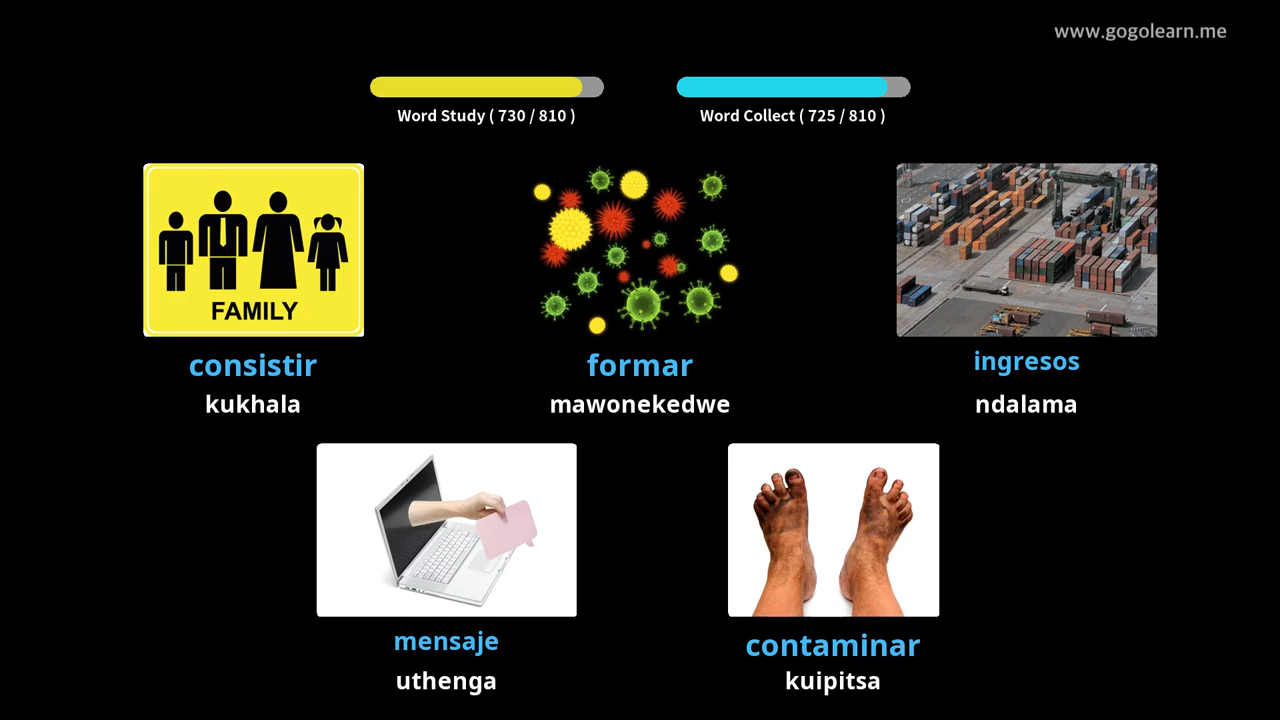 www.gogolearn.me
Word Study ( 730 / 810 )
Word Collect ( 725 / 810 )
FAMILY
consistir
kukhala
formar
mawonekedwe
ingresos
ndalama
mensaje
uthenga
contaminar
kuipitsa